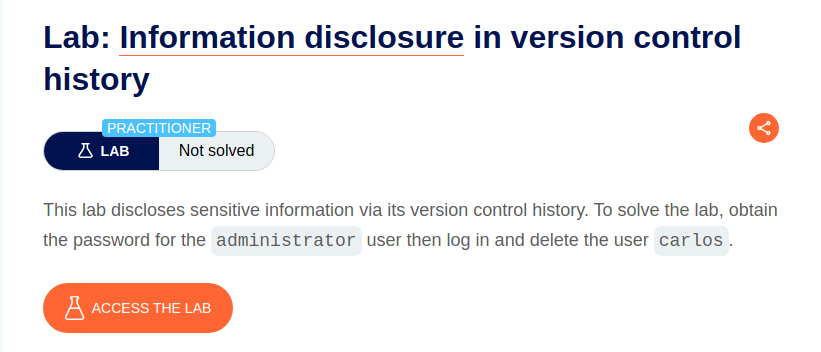 Lab: Information disclosure in version control
history
PRACTITIONER
LAB Not solved
This lab discloses sensitive information via its version control history. To solve the lab, obtain
the password for the administrator user then log in and delete the user carlos.
ACCESS THE LAB